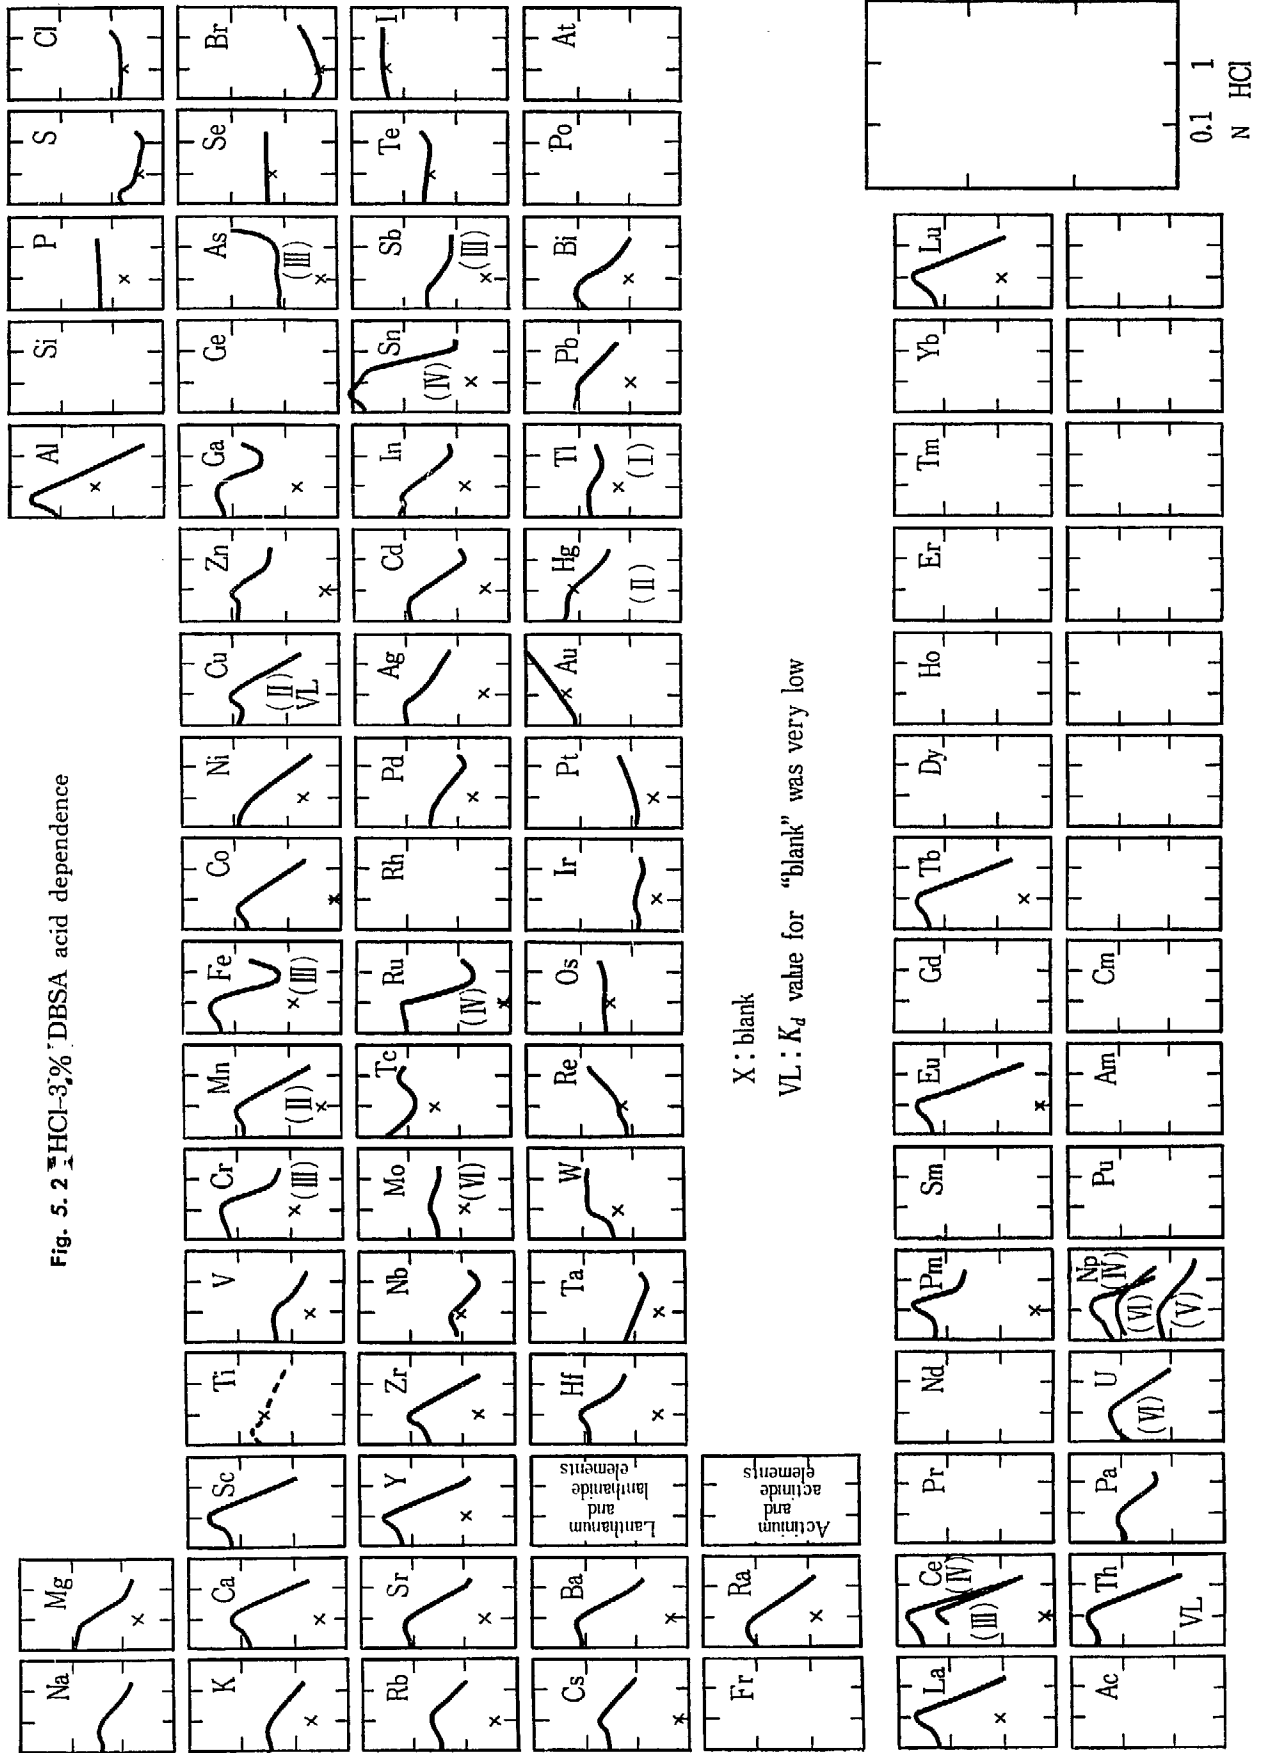 Fig. 5. 2 HCl-3% DBSA acid dependence
Na Mg Al Si P S Cl
K Ca Sc Ti V Cr Mn Fe Co Ni Cu Zn Ga Ge As Se Br
(III) (II) (III) (II) VL (III)
Rb Sr Y Zr Nb Mo Tc Ru Rh Pd Ag Cd In Sn Sb Te I
(VI) (IV) (IV) (III)
Cs Ba Lanthanum and lanthanide elements Hf Ta W Re Os Ir Pt Au Hg Tl Pb Bi Po At
(II) (I)
Fr Ra Actinium and actinide elements
X : blank
VL : Kd value for "blank" was very low
La Ce Pr Nd Pm Sm Eu Gd Tb Dy Ho Er Tm Yb Lu
(III) (IV)
Ac Th Pa U Np Pu Am Cm
VL (VI) (IV) (VI) (V)
0.1 1
N HCl